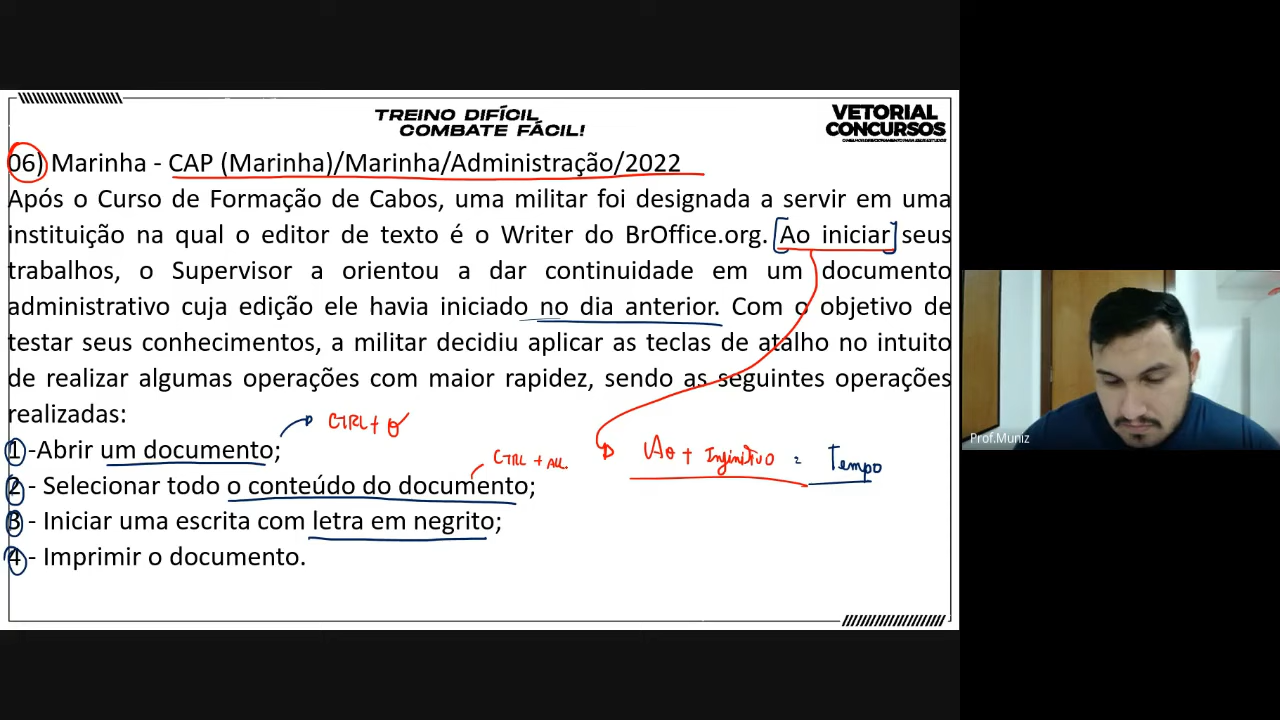 TREINO DIFÍCIL
COMBATE FÁCIL!
VETORIAL
CONCURSOS
06) Marinha - CAP (Marinha)/Marinha/Administração/2022
Após o Curso de Formação de Cabos, uma militar foi designada a servir em uma
instituição na qual o editor de texto é o Writer do BrOffice.org. [Ao iniciar] seus
trabalhos, o Supervisor a orientou a dar continuidade em um documento
administrativo cuja edição ele havia iniciado no dia anterior. Com o objetivo de
testar seus conhecimentos, a militar decidiu aplicar as teclas de atalho no intuito
de realizar algumas operações com maior rapidez, sendo as seguintes operações
realizadas:
CTRL + O
1 -Abrir um documento;
Ao + Infinitivo = Tempo
CTRL + ALL.
2 - Selecionar todo o conteúdo do documento;
3 - Iniciar uma escrita com letra em negrito;
4 - Imprimir o documento.
Prof.Muniz